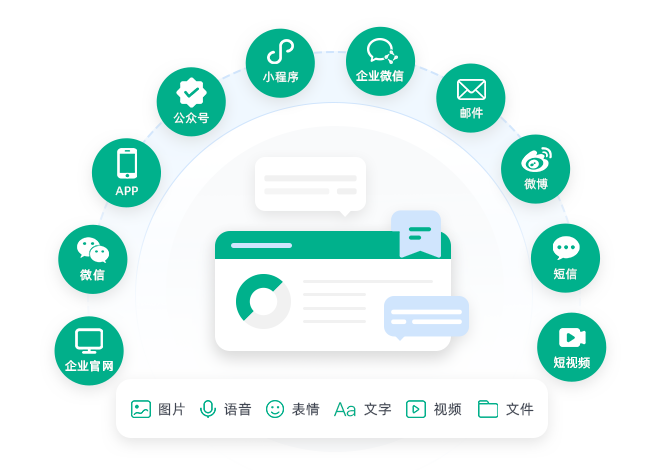 小程序
企业微信
公众号
邮件
APP
微博
微信
短信
企业官网
短视频
图片
语音
表情
Aa 文字
视频
文件